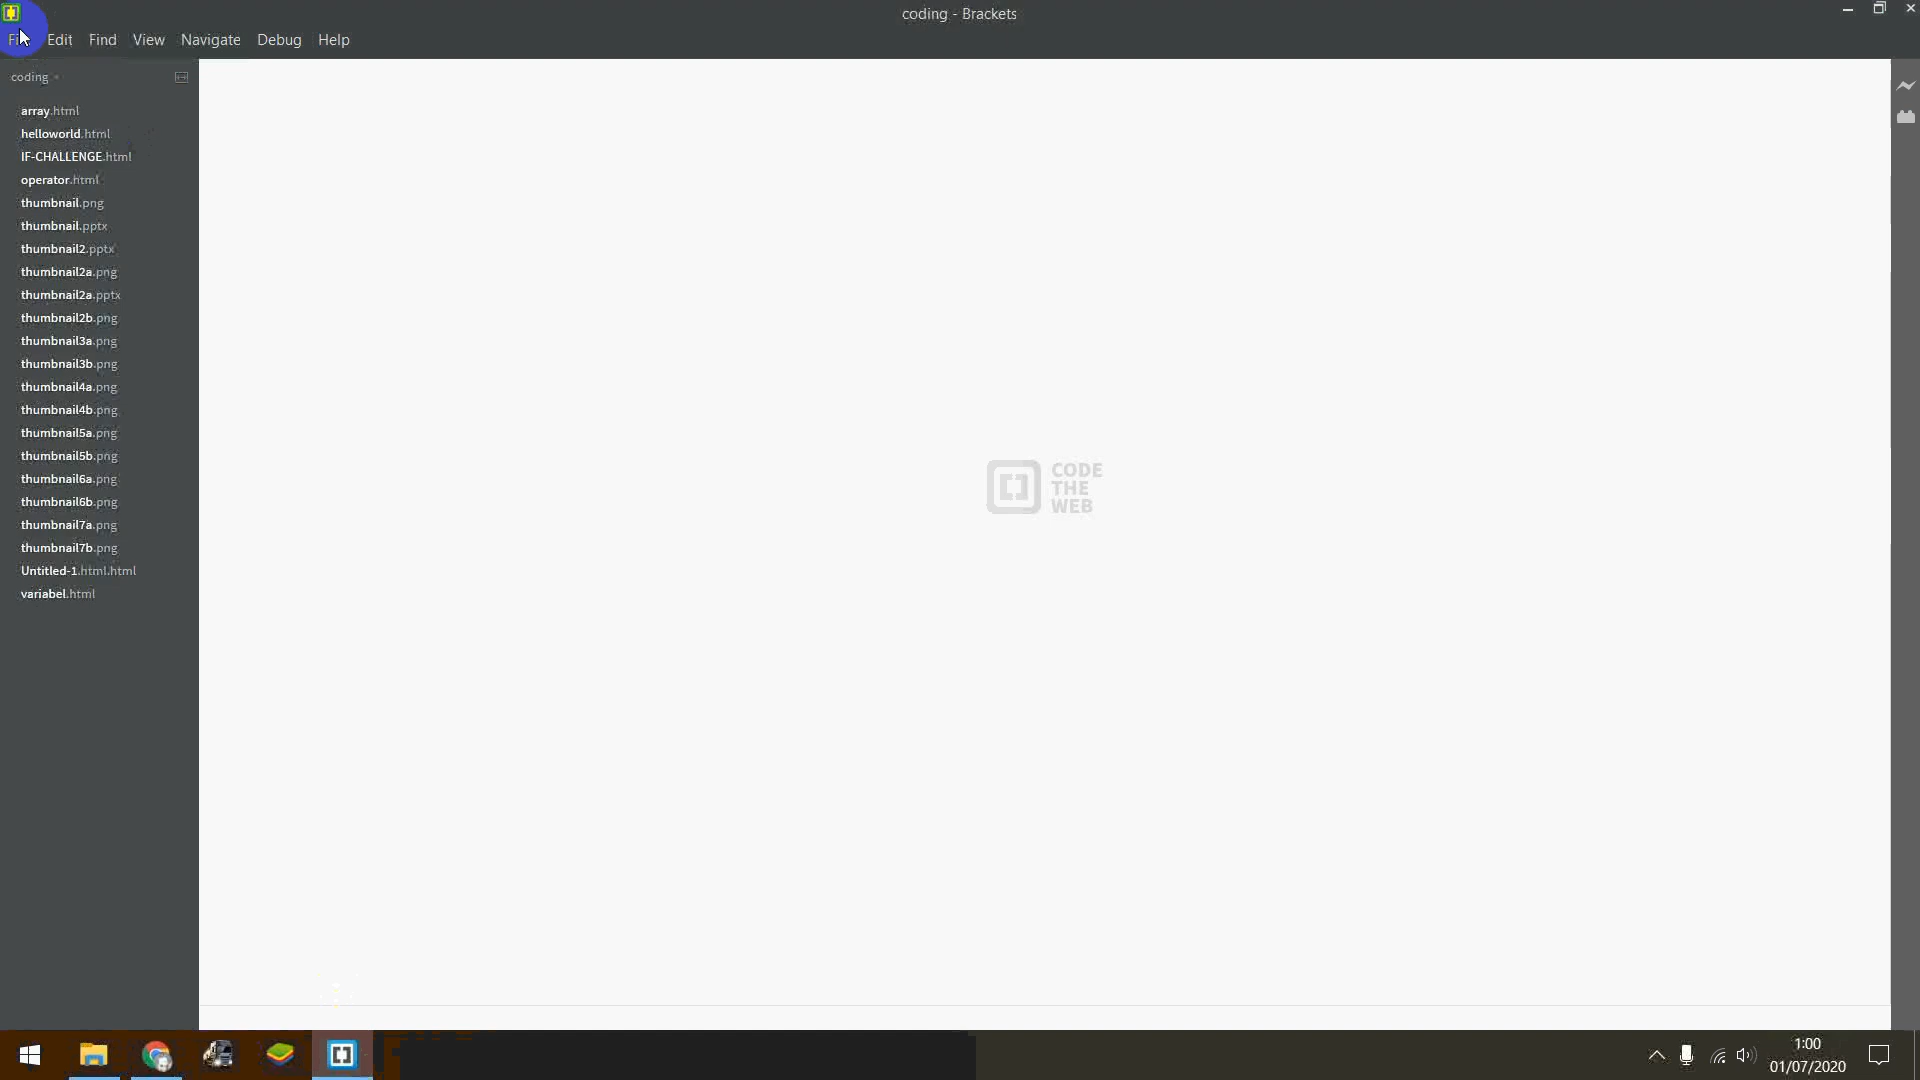 coding - Brackets
File Edit Find View Navigate Debug Help
coding
array.html
helloworld.html
IF-CHALLENGE.html
operator.html
thumbnail.png
thumbnail.pptx
thumbnail2.pptx
thumbnail2a.png
thumbnail2a.pptx
thumbnail2b.png
thumbnail3a.png
thumbnail3b.png
thumbnail4a.png
thumbnail4b.png
thumbnail5a.png
thumbnail5b.png
thumbnail6a.png
thumbnail6b.png
thumbnail7a.png
thumbnail7b.png
Untitled-1.html.html
variabel.html
CODE
THE
WEB
1:00
01/07/2020